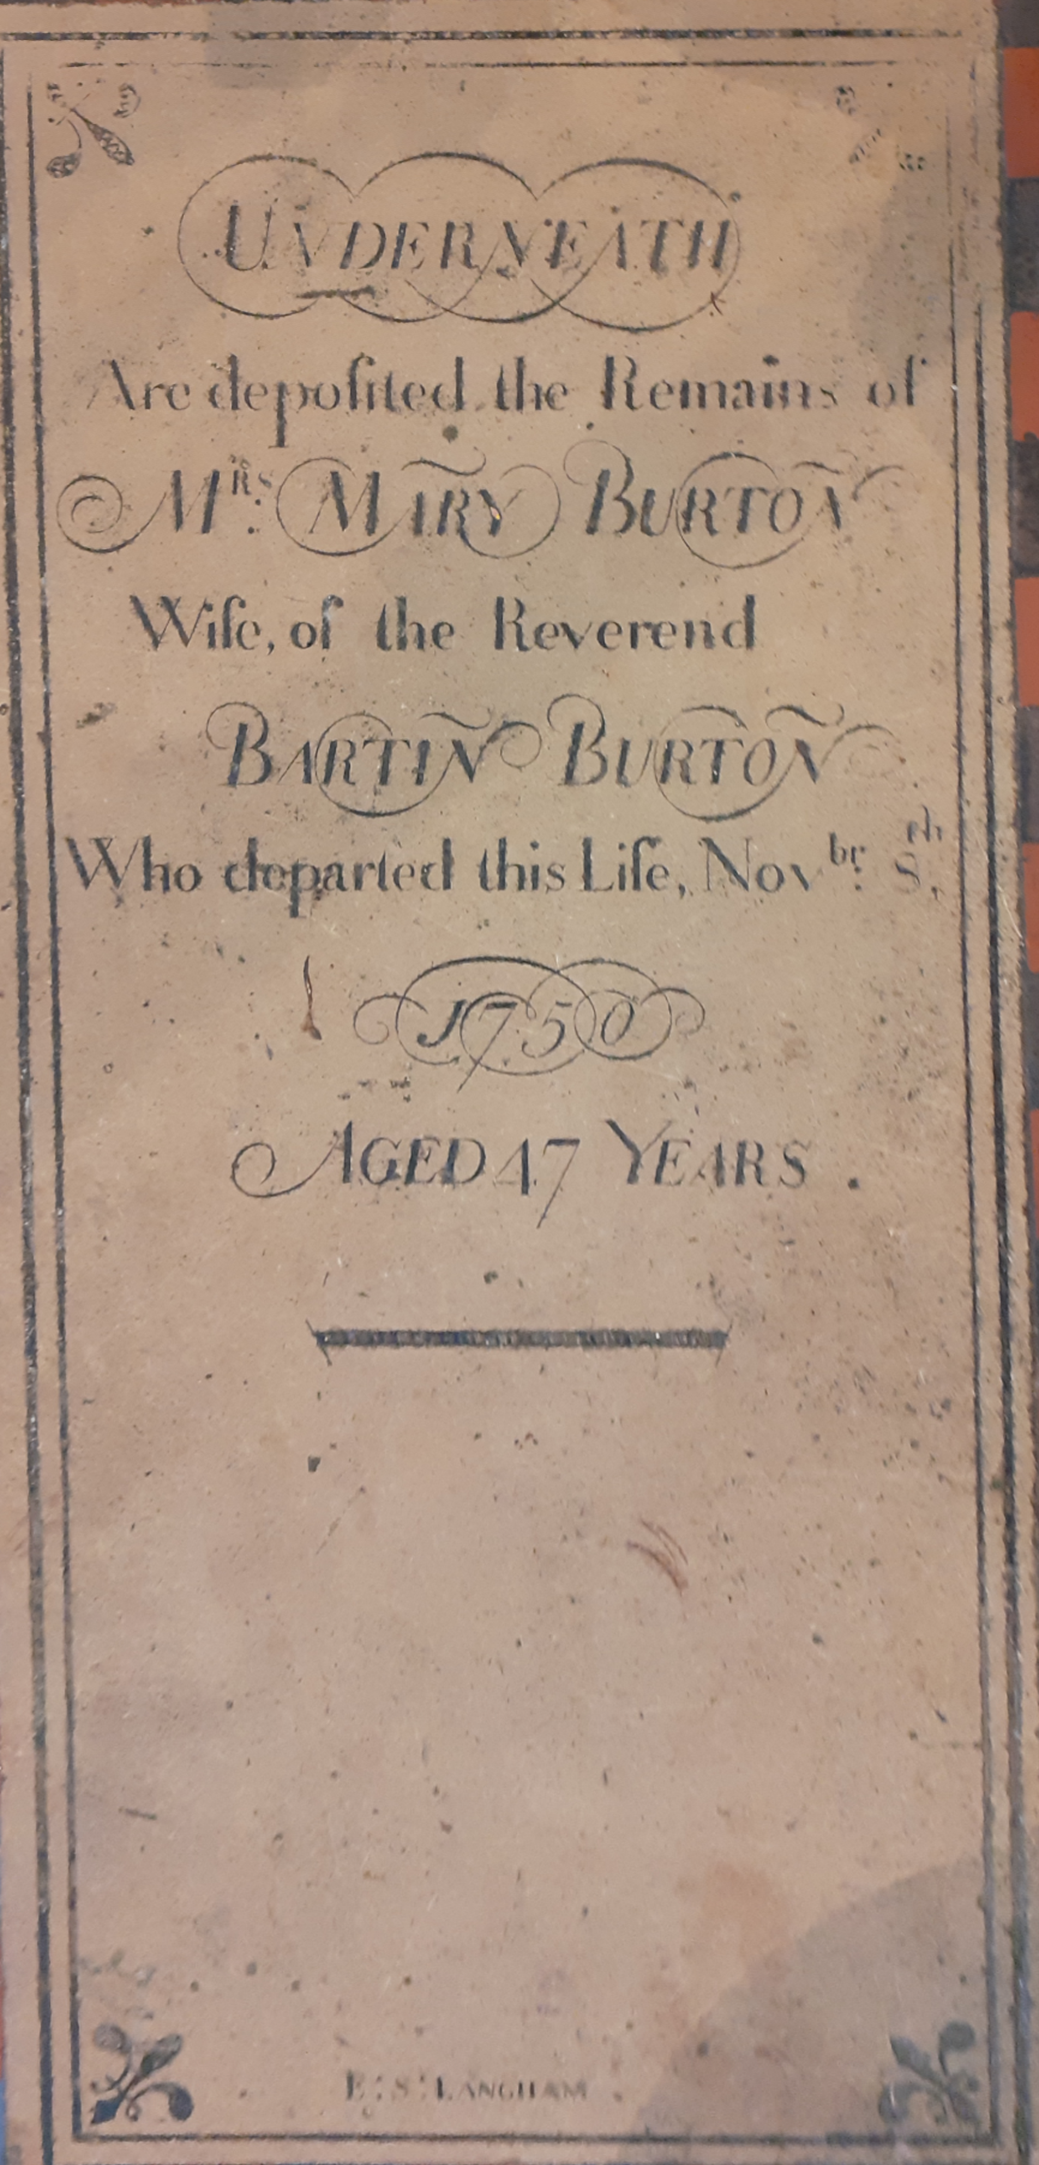 UNDERNEATH
Are depoſited the Remains of
MRS: MARY BURTON
Wife, of the Reverend
BARTIN BURTON
Who departed this Life, Novbr. 8th,
1750
AGED 47 YEARS.
E:S:LANGHAM